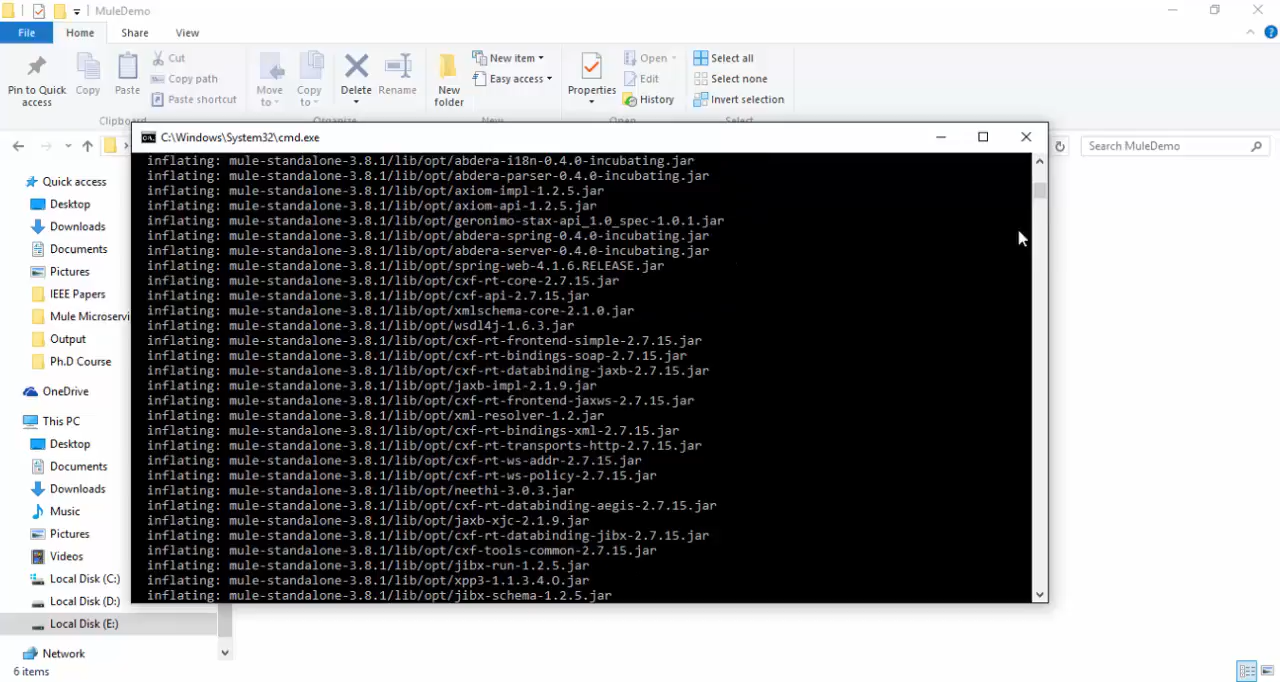 MuleDemo
File Home Share View
Pin to Quick access
Copy
Paste
Cut
Copy path
Paste shortcut
Move to
Copy to
Delete
Rename
New folder
New item
Easy access
Properties
Open
Edit
History
Select all
Select none
Invert selection
Clipboard
Organize
New
Open
Select
C:\Windows\System32\cmd.exe
Search MuleDemo
inflating: mule-standalone-3.8.1/lib/opt/abdera-i18n-0.4.0-incubating.jar
inflating: mule-standalone-3.8.1/lib/opt/abdera-parser-0.4.0-incubating.jar
inflating: mule-standalone-3.8.1/lib/opt/axiom-impl-1.2.5.jar
inflating: mule-standalone-3.8.1/lib/opt/axiom-api-1.2.5.jar
inflating: mule-standalone-3.8.1/lib/opt/geronimo-stax-api_1.0_spec-1.0.1.jar
inflating: mule-standalone-3.8.1/lib/opt/abdera-spring-0.4.0-incubating.jar
inflating: mule-standalone-3.8.1/lib/opt/abdera-server-0.4.0-incubating.jar
inflating: mule-standalone-3.8.1/lib/opt/spring-web-4.1.6.RELEASE.jar
inflating: mule-standalone-3.8.1/lib/opt/cxf-rt-core-2.7.15.jar
inflating: mule-standalone-3.8.1/lib/opt/cxf-api-2.7.15.jar
inflating: mule-standalone-3.8.1/lib/opt/xmlschema-core-2.1.0.jar
inflating: mule-standalone-3.8.1/lib/opt/wsdl4j-1.6.3.jar
inflating: mule-standalone-3.8.1/lib/opt/cxf-rt-frontend-simple-2.7.15.jar
inflating: mule-standalone-3.8.1/lib/opt/cxf-rt-bindings-soap-2.7.15.jar
inflating: mule-standalone-3.8.1/lib/opt/cxf-rt-databinding-jaxb-2.7.15.jar
inflating: mule-standalone-3.8.1/lib/opt/jaxb-impl-2.1.9.jar
inflating: mule-standalone-3.8.1/lib/opt/cxf-rt-frontend-jaxws-2.7.15.jar
inflating: mule-standalone-3.8.1/lib/opt/xml-resolver-1.2.jar
inflating: mule-standalone-3.8.1/lib/opt/cxf-rt-bindings-xml-2.7.15.jar
inflating: mule-standalone-3.8.1/lib/opt/cxf-rt-transports-http-2.7.15.jar
inflating: mule-standalone-3.8.1/lib/opt/cxf-rt-ws-addr-2.7.15.jar
inflating: mule-standalone-3.8.1/lib/opt/cxf-rt-ws-policy-2.7.15.jar
inflating: mule-standalone-3.8.1/lib/opt/neethi-3.0.3.jar
inflating: mule-standalone-3.8.1/lib/opt/cxf-rt-databinding-aegis-2.7.15.jar
inflating: mule-standalone-3.8.1/lib/opt/jaxb-xjc-2.1.9.jar
inflating: mule-standalone-3.8.1/lib/opt/cxf-rt-databinding-jibx-2.7.15.jar
inflating: mule-standalone-3.8.1/lib/opt/cxf-tools-common-2.7.15.jar
inflating: mule-standalone-3.8.1/lib/opt/jibx-run-1.2.5.jar
inflating: mule-standalone-3.8.1/lib/opt/xpp3-1.1.3.4.O.jar
inflating: mule-standalone-3.8.1/lib/opt/jibx-schema-1.2.5.jar
Quick access
Desktop
Downloads
Documents
Pictures
IEEE Papers
Mule Microservi
Output
Ph.D Course
OneDrive
This PC
Desktop
Documents
Downloads
Music
Pictures
Videos
Local Disk (C:)
Local Disk (D:)
Local Disk (E:)
Network
6 items